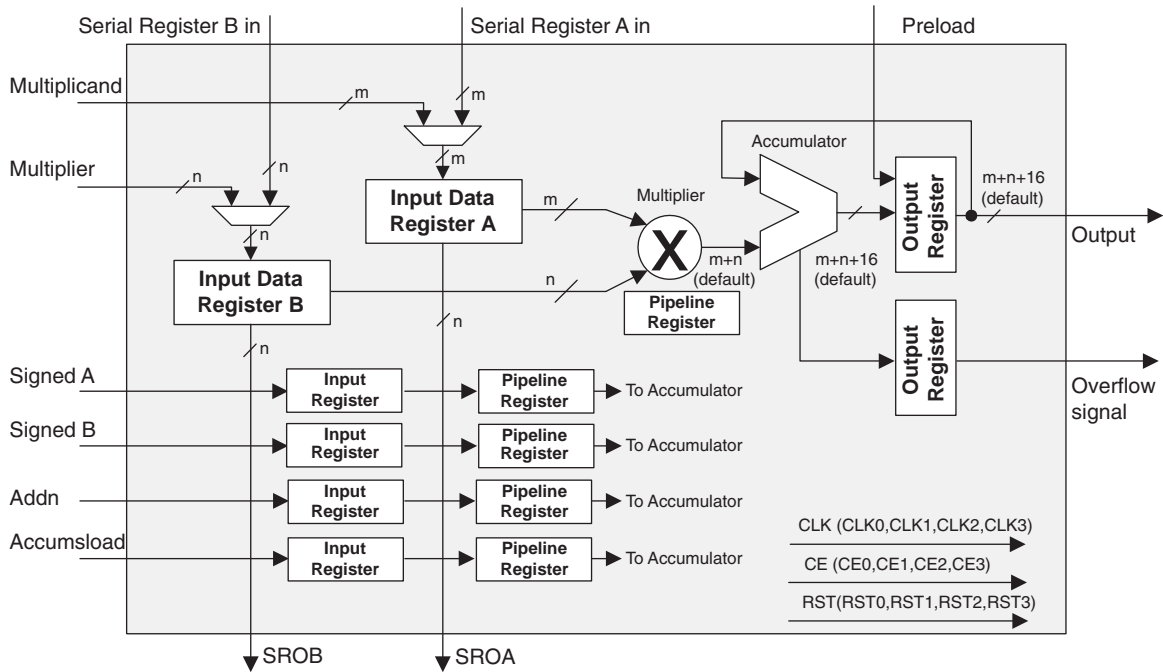 Serial Register B in
Serial Register A in
Preload
Multiplicand
m
m
Multiplier
n
n
m
n
Input Data
Register A
m
Multiplier
X
Accumulator
m+n
(default)
m+n+16
(default)
Output
Register
m+n+16
(default)
Output
Input Data
Register B
n
Pipeline
Register
n
n
Output
Register
Overflow
signal
Signed A
Input
Register
Pipeline
Register
To Accumulator
Signed B
Input
Register
Pipeline
Register
To Accumulator
Addn
Input
Register
Pipeline
Register
To Accumulator
Accumsload
Input
Register
Pipeline
Register
To Accumulator
CLK (CLK0,CLK1,CLK2,CLK3)
CE (CE0,CE1,CE2,CE3)
RST(RST0,RST1,RST2,RST3)
SROB
SROA